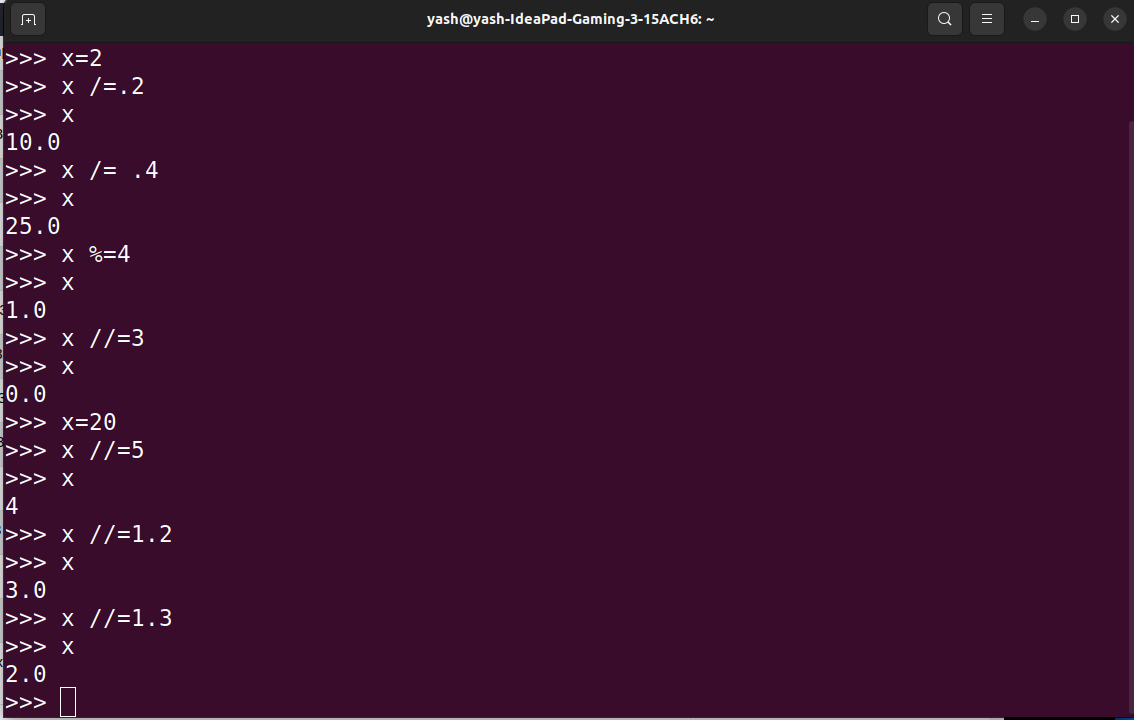 yash@yash-IdeaPad-Gaming-3-15ACH6: ~
>>> x=2
>>> x /=.2
>>> x
10.0
>>> x /= .4
>>> x
25.0
>>> x %=4
>>> x
1.0
>>> x //=3
>>> x
0.0
>>> x=20
>>> x //=5
>>> x
4
>>> x //=1.2
>>> x
3.0
>>> x //=1.3
>>> x
2.0
>>>